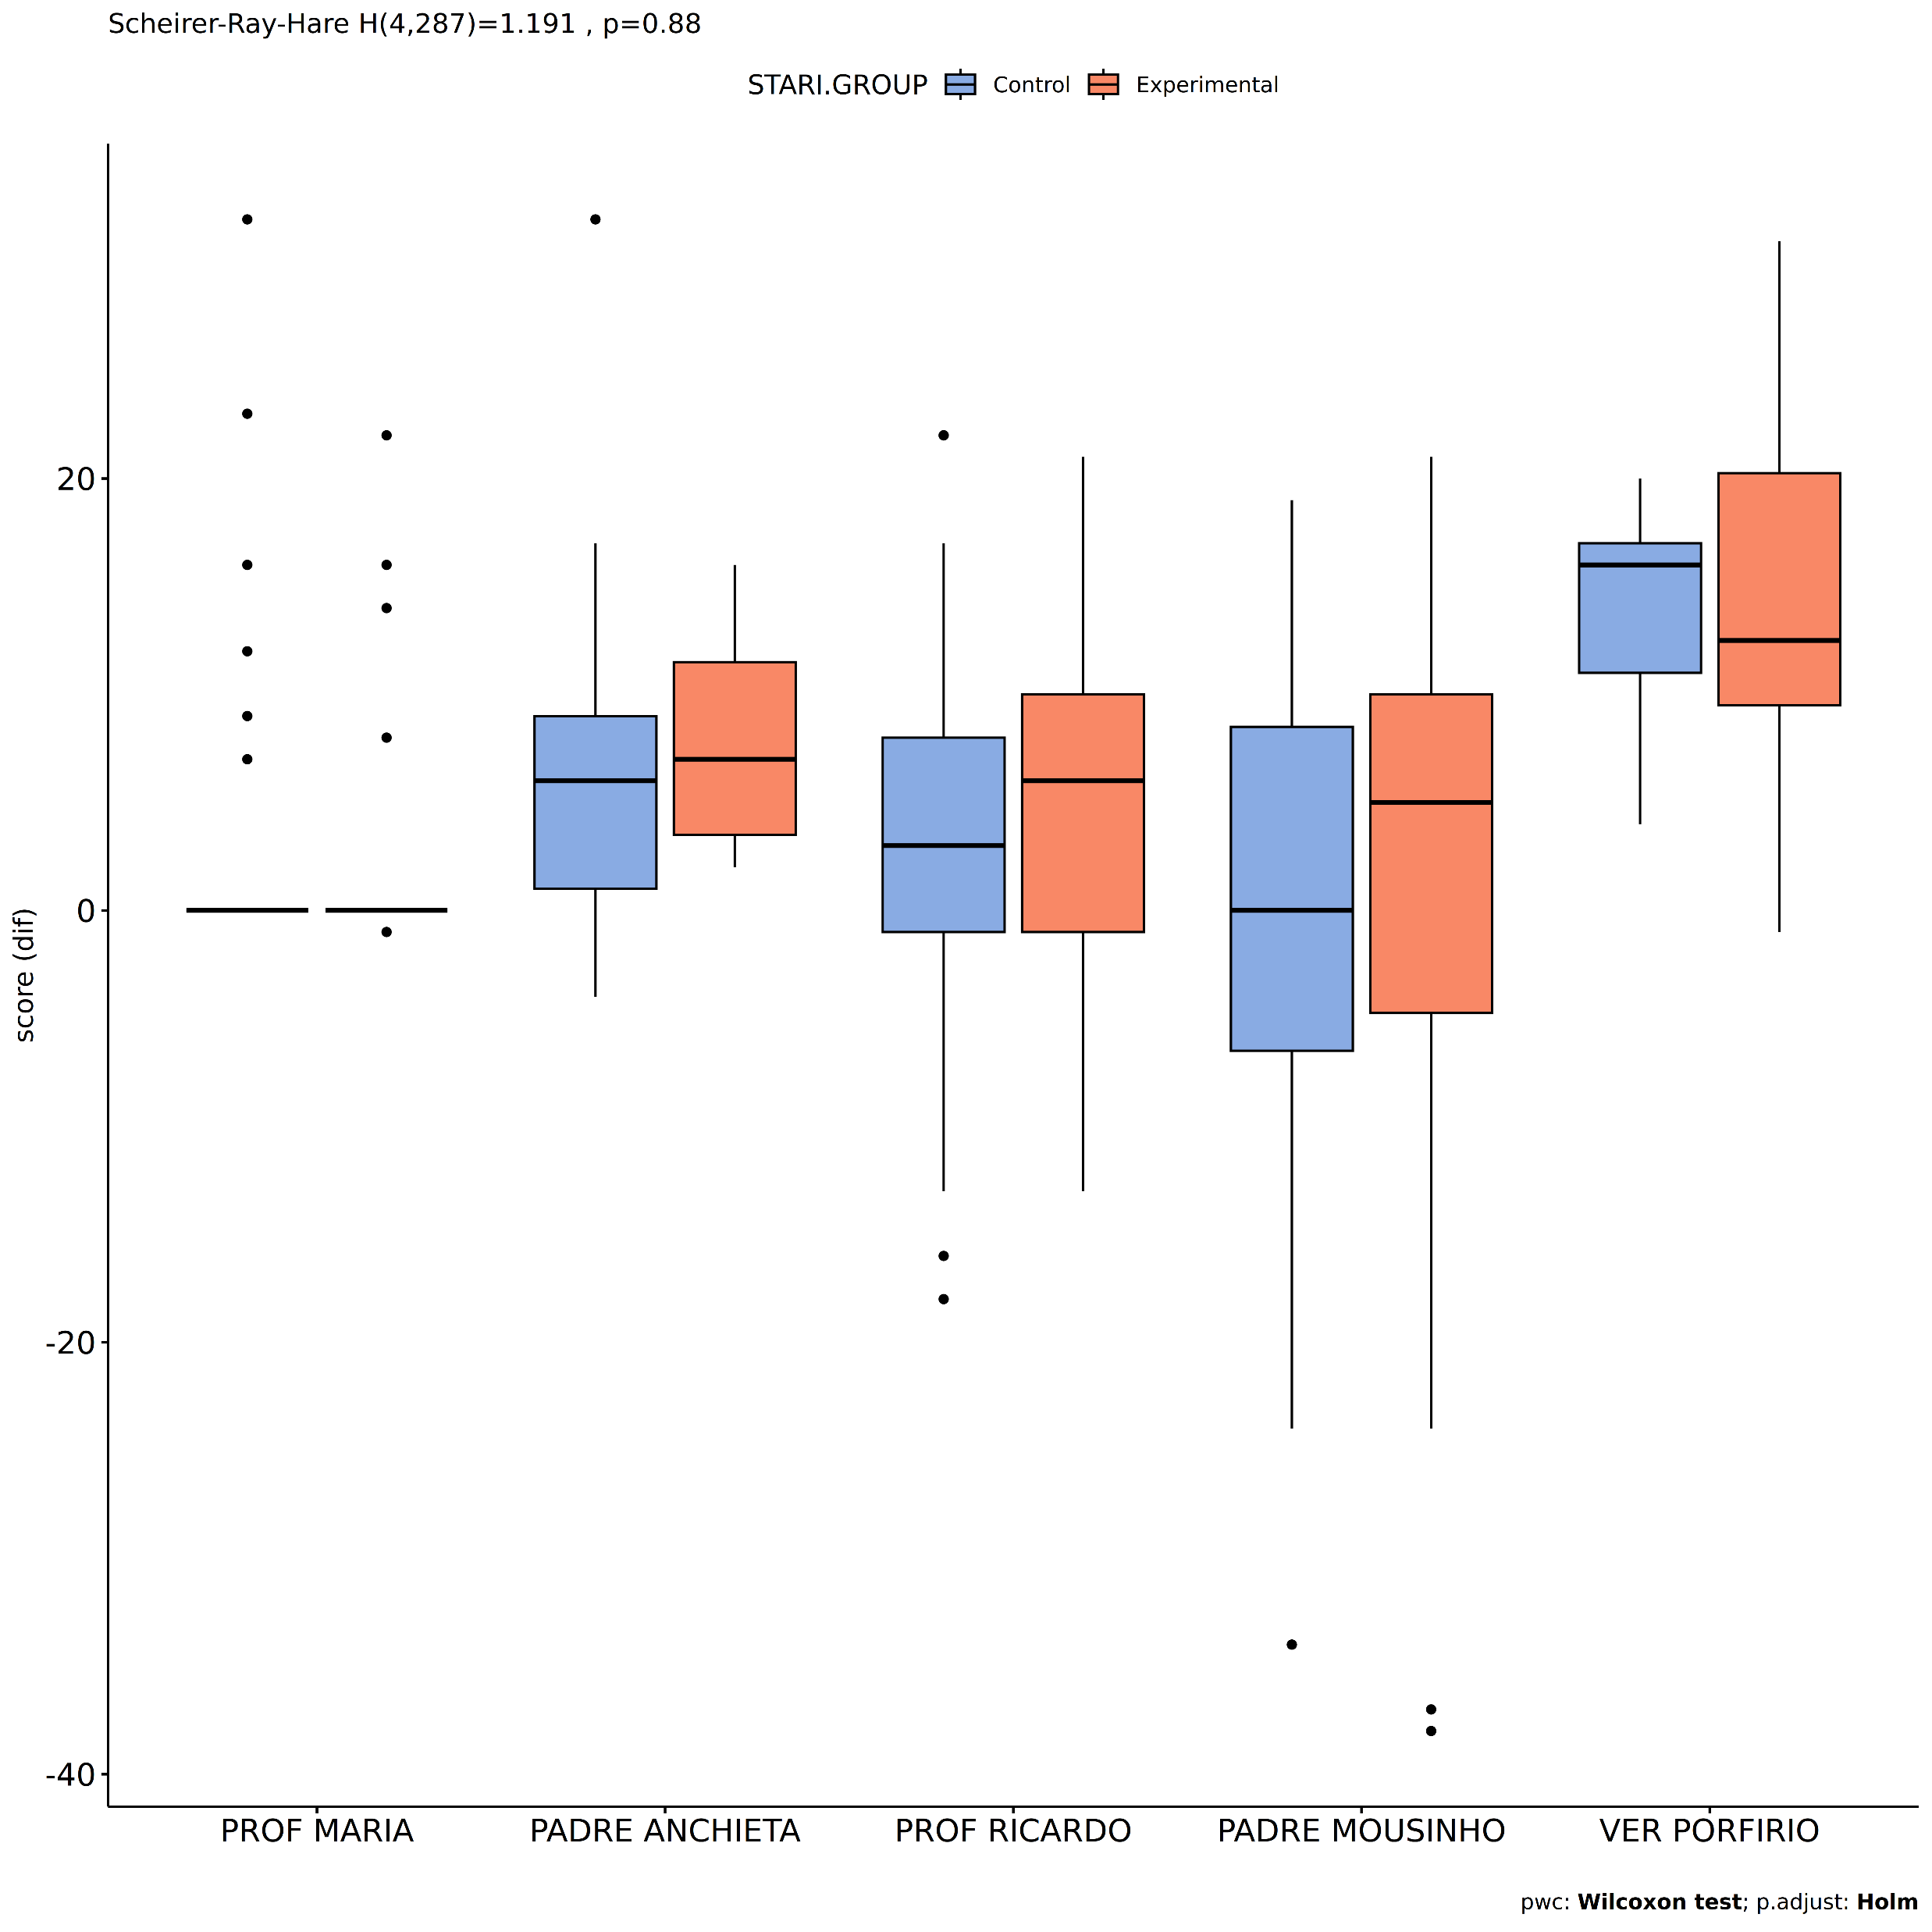 Scheirer-Ray-Hare H(4,287)=1.191 , p=0.88
STARI.GROUP Control Experimental
score (dif)
20
0
-20
-40
PROF MARIA PADRE ANCHIETA PROF RICARDO PADRE MOUSINHO VER PORFIRIO
pwc: Wilcoxon test; p.adjust: Holm